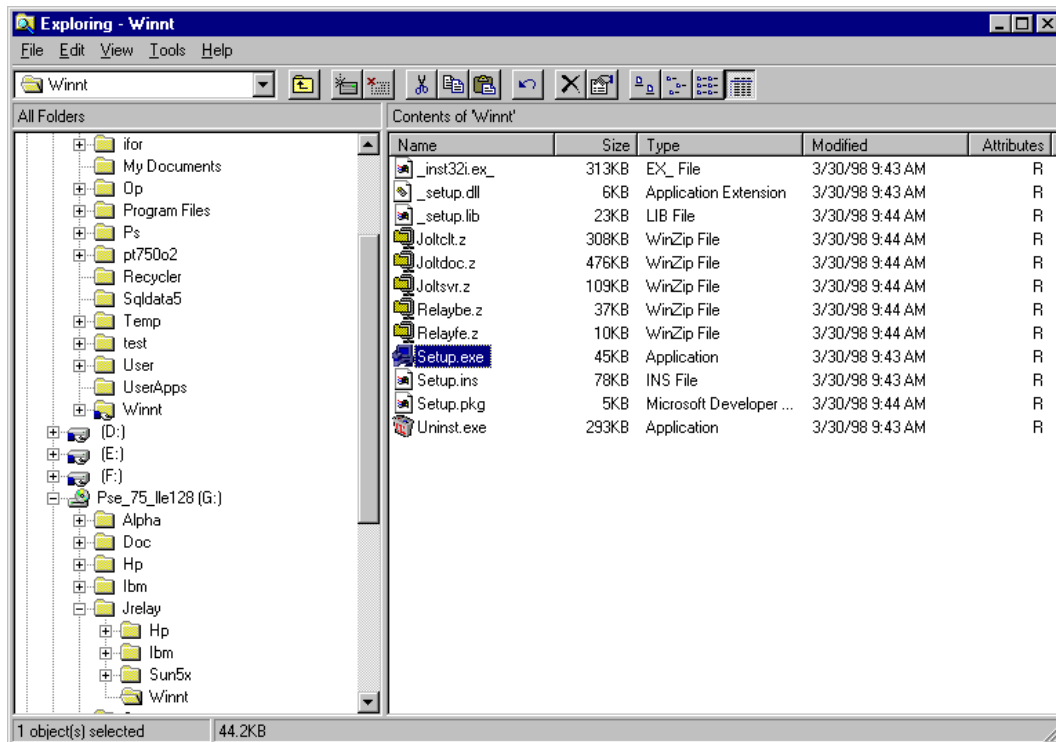 Exploring - Winnt
File Edit View Tools Help
Winnt
All Folders
Contents of 'Winnt'
ifor
My Documents
Op
Program Files
Ps
pt750o2
Recycler
Sqldata5
Temp
test
User
UserApps
Winnt
(D:)
(E:)
(F:)
Pse_75_lle128 (G:)
Alpha
Doc
Hp
Ibm
Jrelay
Hp
Ibm
Sun5x
Winnt
Name Size Type Modified Attributes
_inst32i.ex_ 313KB EX_ File 3/30/98 9:43 AM R
_setup.dll 6KB Application Extension 3/30/98 9:43 AM R
_setup.lib 23KB LIB File 3/30/98 9:44 AM R
Joltclt.z 308KB WinZip File 3/30/98 9:44 AM R
Joltdoc.z 476KB WinZip File 3/30/98 9:44 AM R
Joltsvr.z 109KB WinZip File 3/30/98 9:44 AM R
Relaybe.z 37KB WinZip File 3/30/98 9:44 AM R
Relayfe.z 10KB WinZip File 3/30/98 9:44 AM R
Setup.exe 45KB Application 3/30/98 9:43 AM R
Setup.ins 78KB INS File 3/30/98 9:43 AM R
Setup.pkg 5KB Microsoft Developer ... 3/30/98 9:44 AM R
Uninst.exe 293KB Application 3/30/98 9:43 AM R
1 object(s) selected 44.2KB